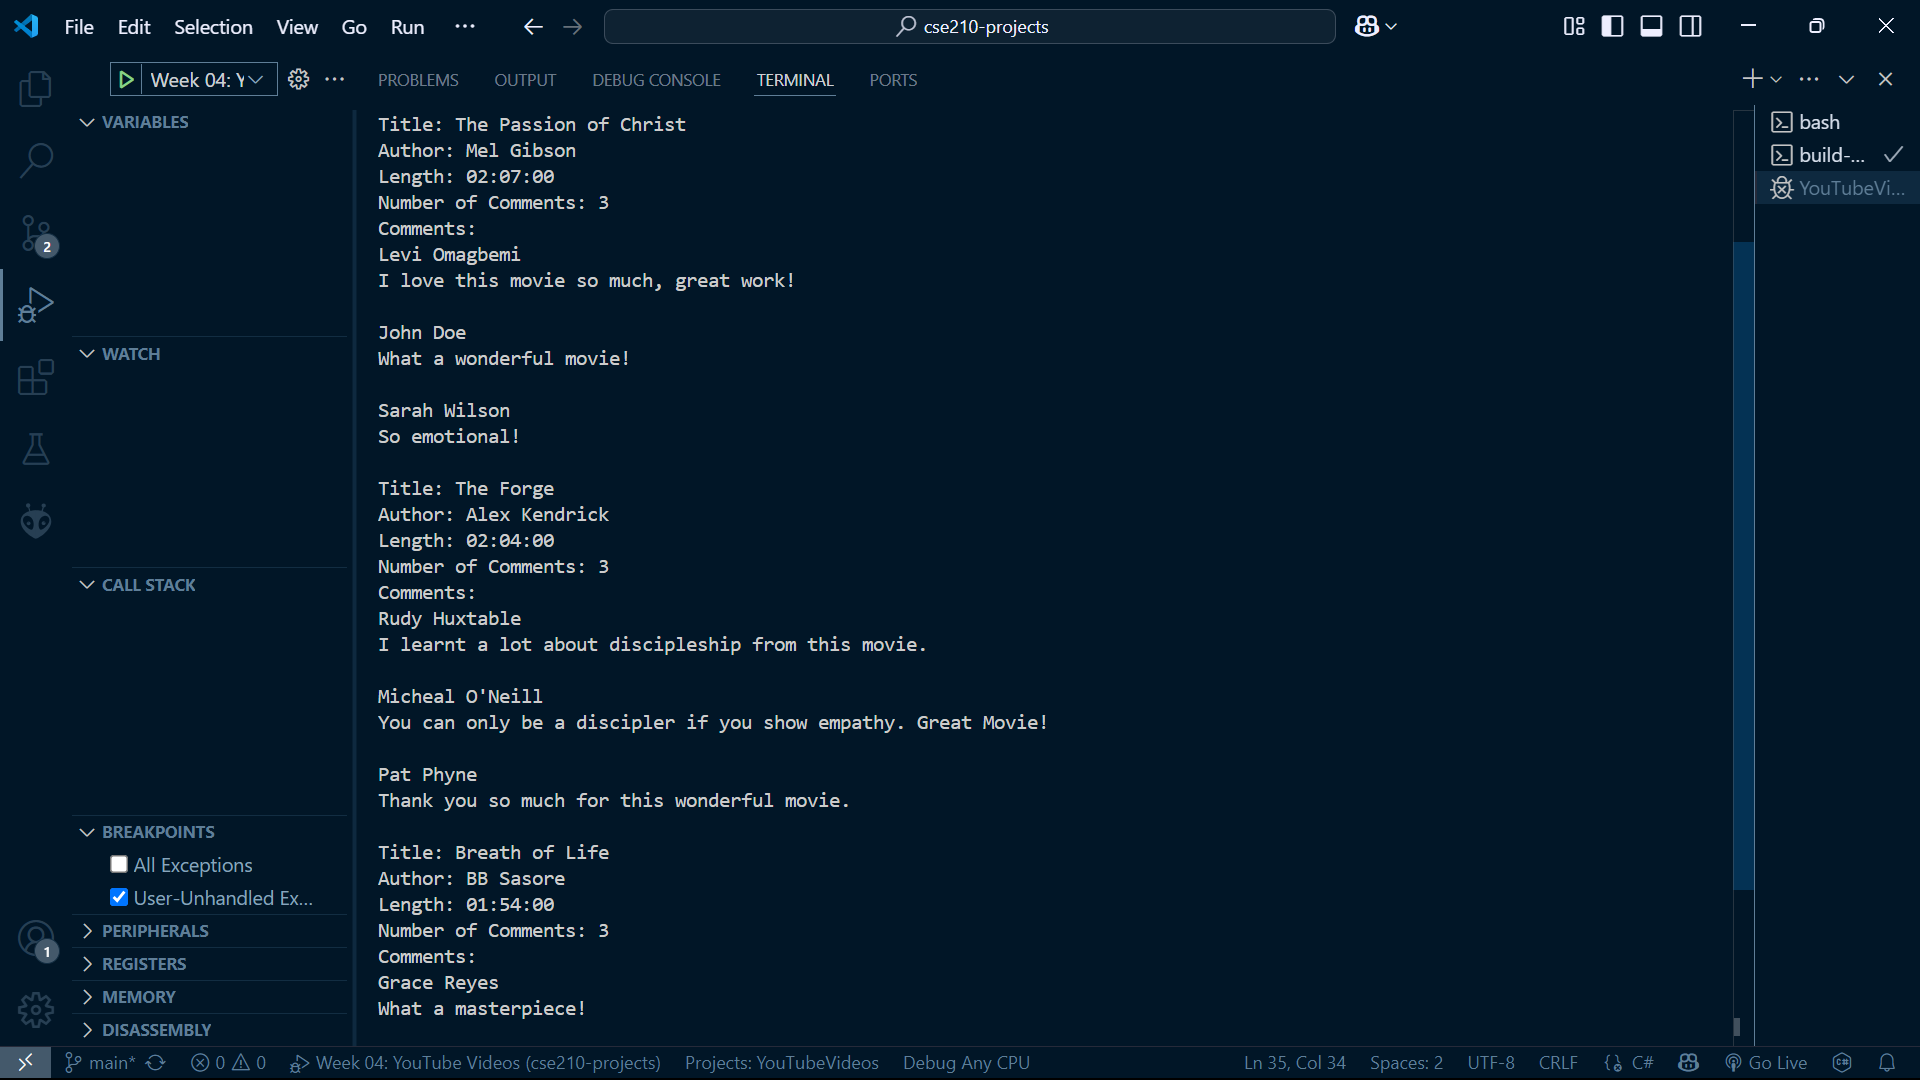 File Edit Selection View Go Run ···
cse210-projects
Week 04: Y
PROBLEMS OUTPUT DEBUG CONSOLE TERMINAL PORTS
VARIABLES
WATCH
CALL STACK
BREAKPOINTS
All Exceptions
User-Unhandled Ex...
PERIPHERALS
REGISTERS
MEMORY
DISASSEMBLY
2
1
Title: The Passion of Christ
Author: Mel Gibson
Length: 02:07:00
Number of Comments: 3
Comments:
Levi Omagbemi
I love this movie so much, great work!
John Doe
What a wonderful movie!
Sarah Wilson
So emotional!
Title: The Forge
Author: Alex Kendrick
Length: 02:04:00
Number of Comments: 3
Comments:
Rudy Huxtable
I learnt a lot about discipleship from this movie.
Micheal O'Neill
You can only be a discipler if you show empathy. Great Movie!
Pat Phyne
Thank you so much for this wonderful movie.
Title: Breath of Life
Author: BB Sasore
Length: 01:54:00
Number of Comments: 3
Comments:
Grace Reyes
What a masterpiece!
bash
build-...
YouTubeVi...
main* 0 0 Week 04: YouTube Videos (cse210-projects) Projects: YouTubeVideos Debug Any CPU Ln 35, Col 34 Spaces: 2 UTF-8 CRLF C# Go Live